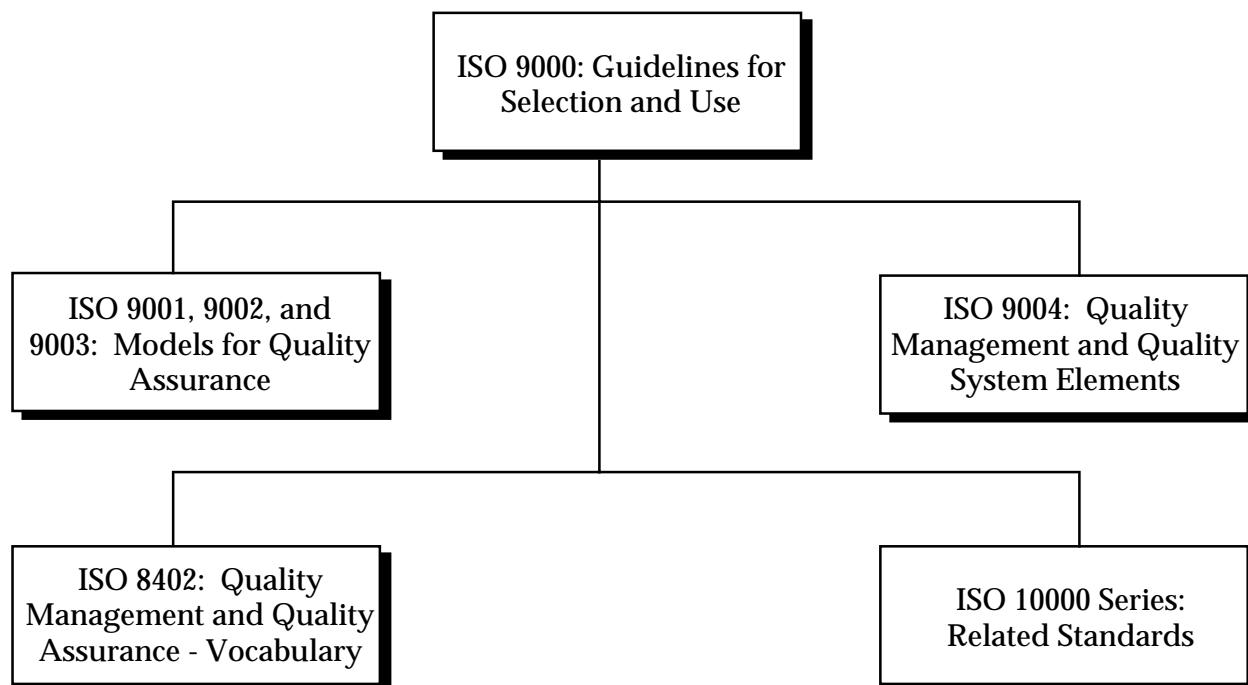 ISO 9000: Guidelines for
Selection and Use
ISO 9001, 9002, and
9003:  Models for Quality
Assurance
ISO 9004:  Quality
Management and Quality
System Elements
ISO 8402:  Quality
Management and Quality
Assurance - Vocabulary
ISO 10000 Series:
Related Standards